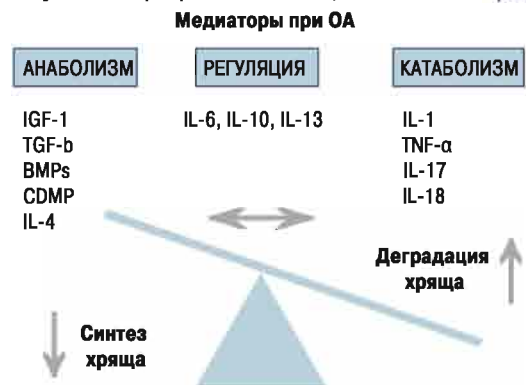 Медиаторы при ОА
АНАБОЛИЗМ
РЕГУЛЯЦИЯ
КАТАБОЛИЗМ
IGF-1
TGF-b
BMPs
CDMP
IL-4
IL-6, IL-10, IL-13
IL-1
TNF-α
IL-17
IL-18
Деградация
хряща
Синтез
хряща